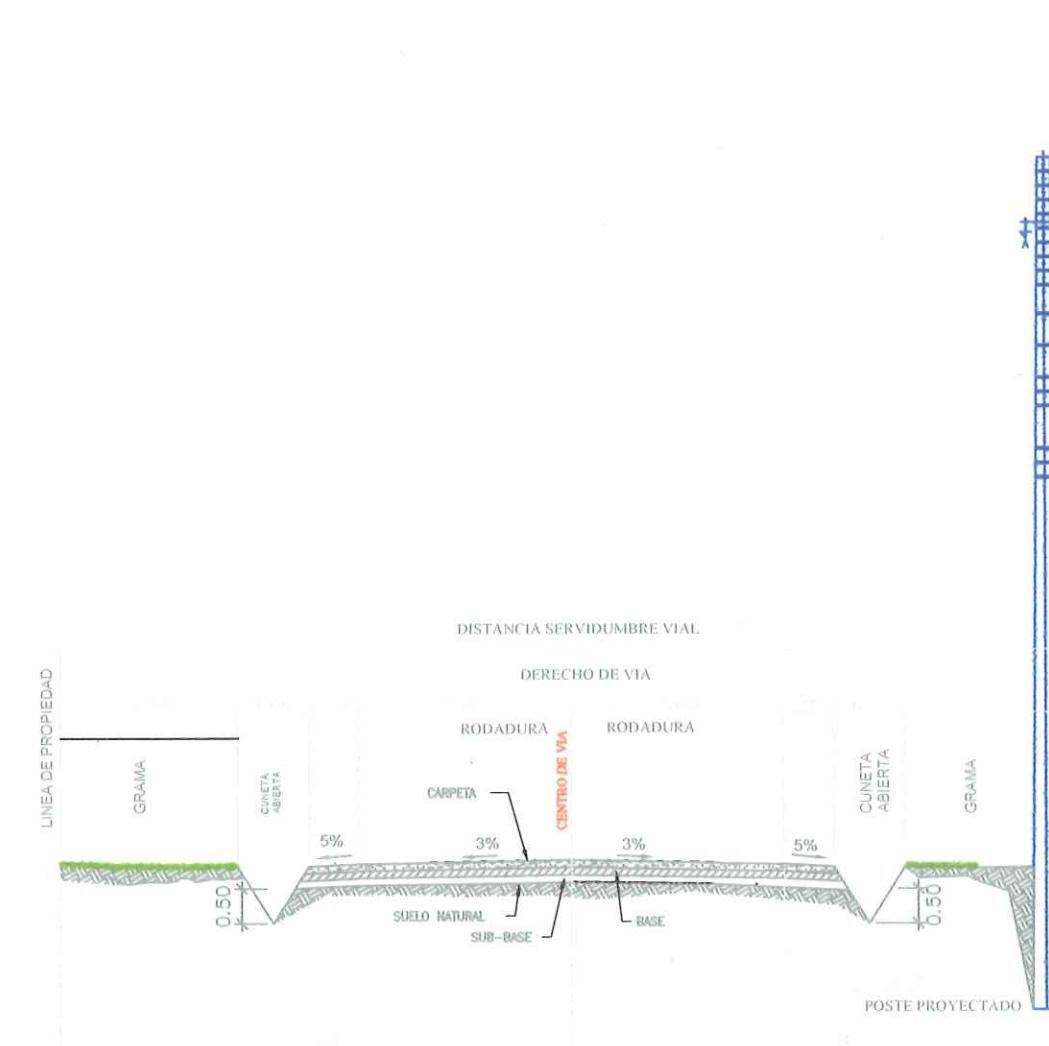 DISTANCIA SERVIDUMBRE VIAL
DERECHO DE VIA
LINEA DE PROPIEDAD
GRAMA
CUNETA
ABIERTA
RODADURA
CENTRO DE VIA
RODADURA
CUNETA
ABIERTA
GRAMA
CARPETA
5%
3%
3%
5%
0.50
SUELO NATURAL
SUB-BASE
BASE
0.50
POSTE PROYECTADO